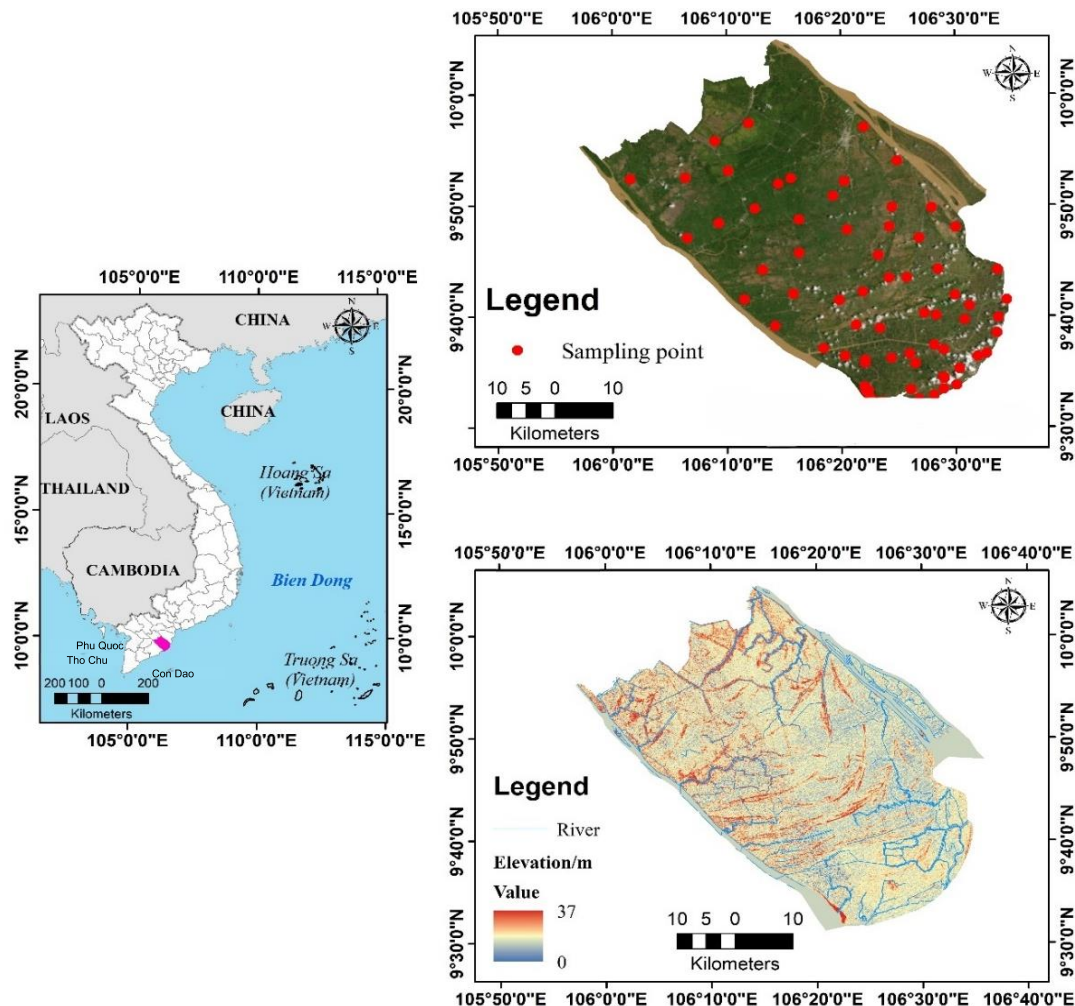 105°0'0"E 110°0'0"E 115°0'0"E
CHINA
N
W E
S
20°0'0"N
CHINA
LAOS
Hoang Sa
(Vietnam)
THAILAND
15°0'0"N
CAMBODIA
Bien Dong
Phu Quoc
Tho Chu
Con Dao
10°0'0"N
Truong Sa
(Vietnam)
200 100 0 200
Kilometers
20°0'0"N
15°0'0"N
10°0'0"N
105°0'0"E 110°0'0"E 115°0'0"E
105°50'0"E 106°0'0"E 106°10'0"E 106°20'0"E 106°30'0"E
N
W E
S
10°0'0"N
9°50'0"N
9°40'0"N
Legend
Sampling point
10 5 0 10
Kilometers
10°0'0"N
9°50'0"N
9°40'0"N
9°30'0"N
105°50'0"E 106°0'0"E 106°10'0"E 106°20'0"E 106°30'0"E
105°50'0"E 106°0'0"E 106°10'0"E 106°20'0"E 106°30'0"E 106°40'0"E
N
W E
S
10°0'0"N
9°50'0"N
9°40'0"N
9°30'0"N
Legend
River
Elevation/m
Value
37
0
10 5 0 10
Kilometers
10°0'0"N
9°50'0"N
9°40'0"N
9°30'0"N
105°50'0"E 106°0'0"E 106°10'0"E 106°20'0"E 106°30'0"E 106°40'0"E